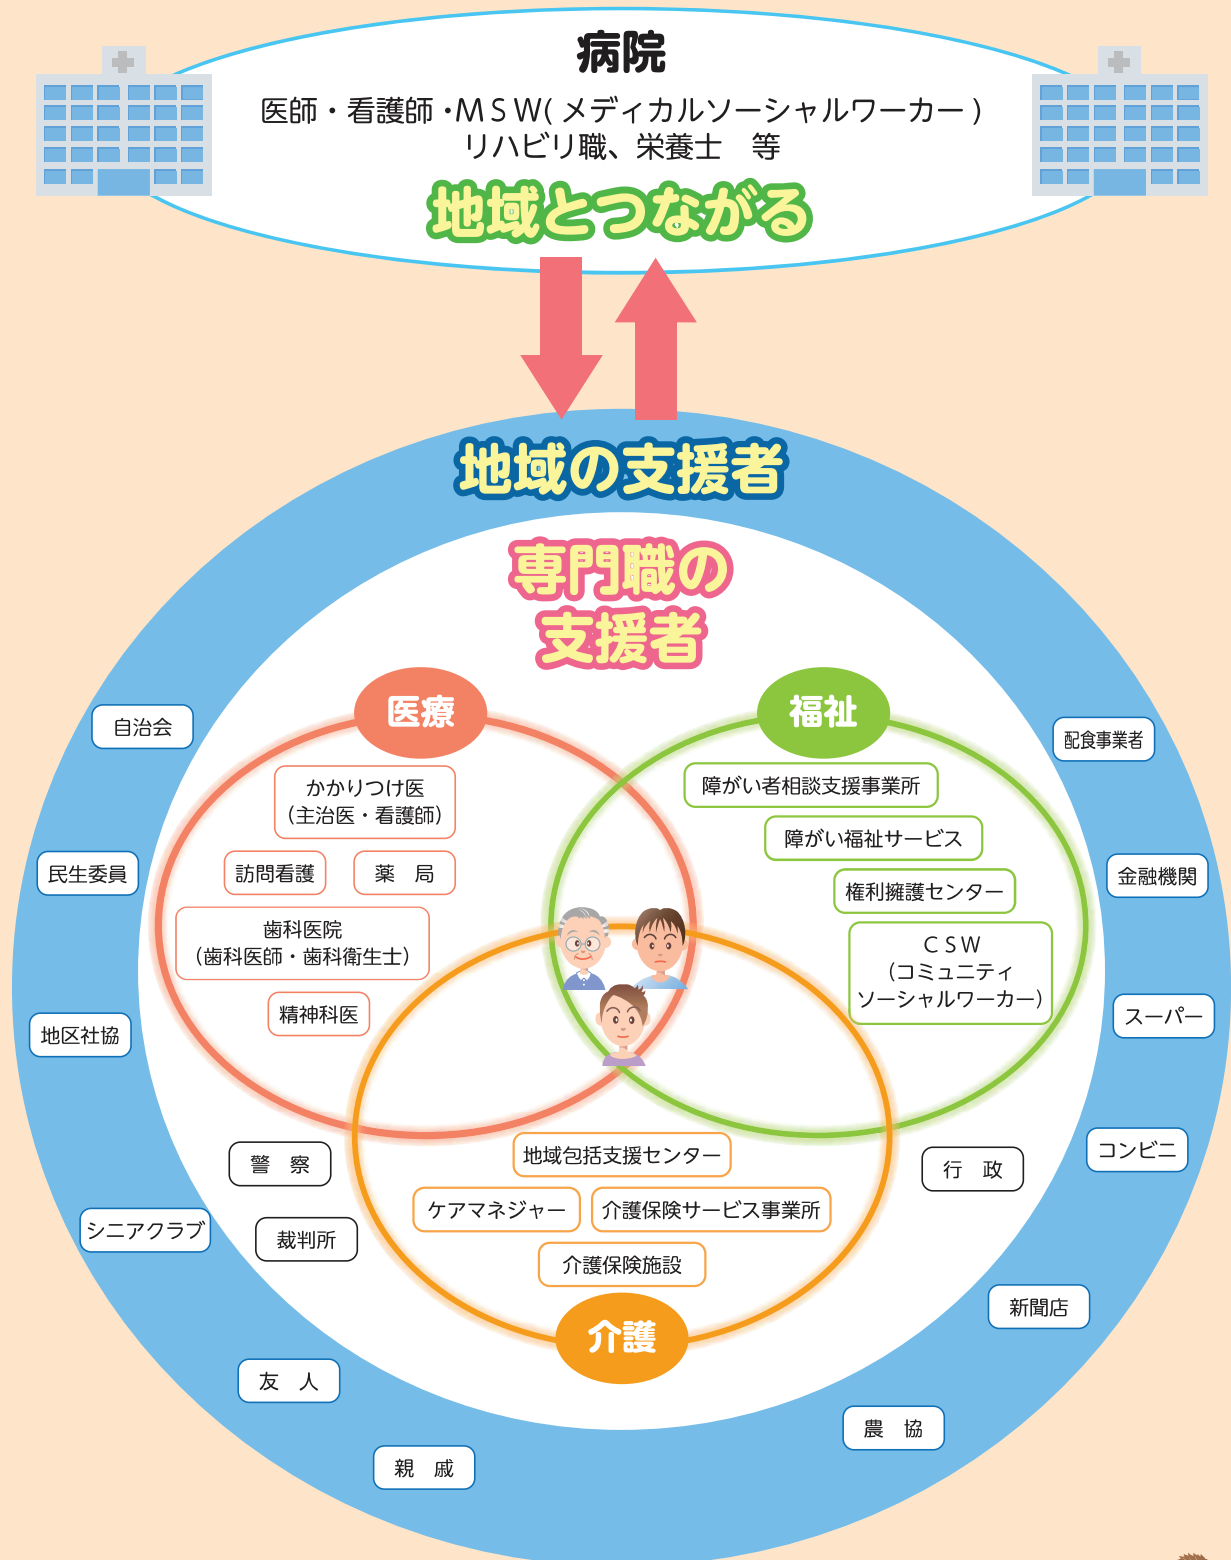 病院
医師・看護師・MSW(メディカルソーシャルワーカー)
リハビリ職、栄養士　等
地域とつながる
地域の支援者
専門職の
支援者
医療
福祉
自治会
配食事業者
かかりつけ医
（主治医・看護師）
障がい者相談支援事業所
障がい福祉サービス
民生委員
訪問看護
薬　局
権利擁護センター
金融機関
歯科医院
（歯科医師・歯科衛生士）
CSW
（コミュニティ
ソーシャルワーカー）
精神科医
地区社協
スーパー
警　察
地域包括支援センター
行　政
コンビニ
ケアマネジャー
介護保険サービス事業所
シニアクラブ
裁判所
介護保険施設
介護
新聞店
友　人
農　協
親　戚